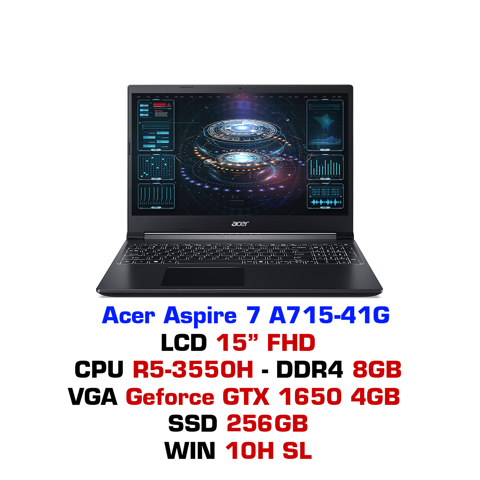 acer
Acer Aspire 7 A715-41G
LCD 15” FHD
CPU R5-3550H - DDR4 8GB
VGA Geforce GTX 1650 4GB
SSD 256GB
WIN 10H SL